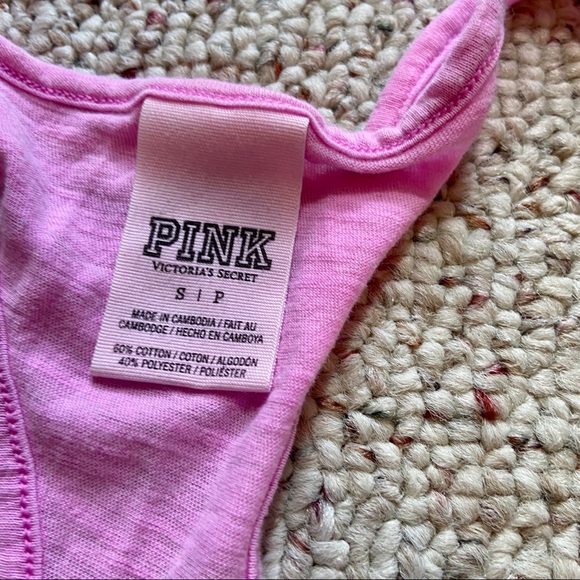 PINK
VICTORIA'S SECRET
S | P
MADE IN CAMBODIA / FAIT AU
CAMBODGE / HECHO EN CAMBOYA
60% COTTON / COTON / ALGODÓN
40% POLYESTER / POLIÉSTER